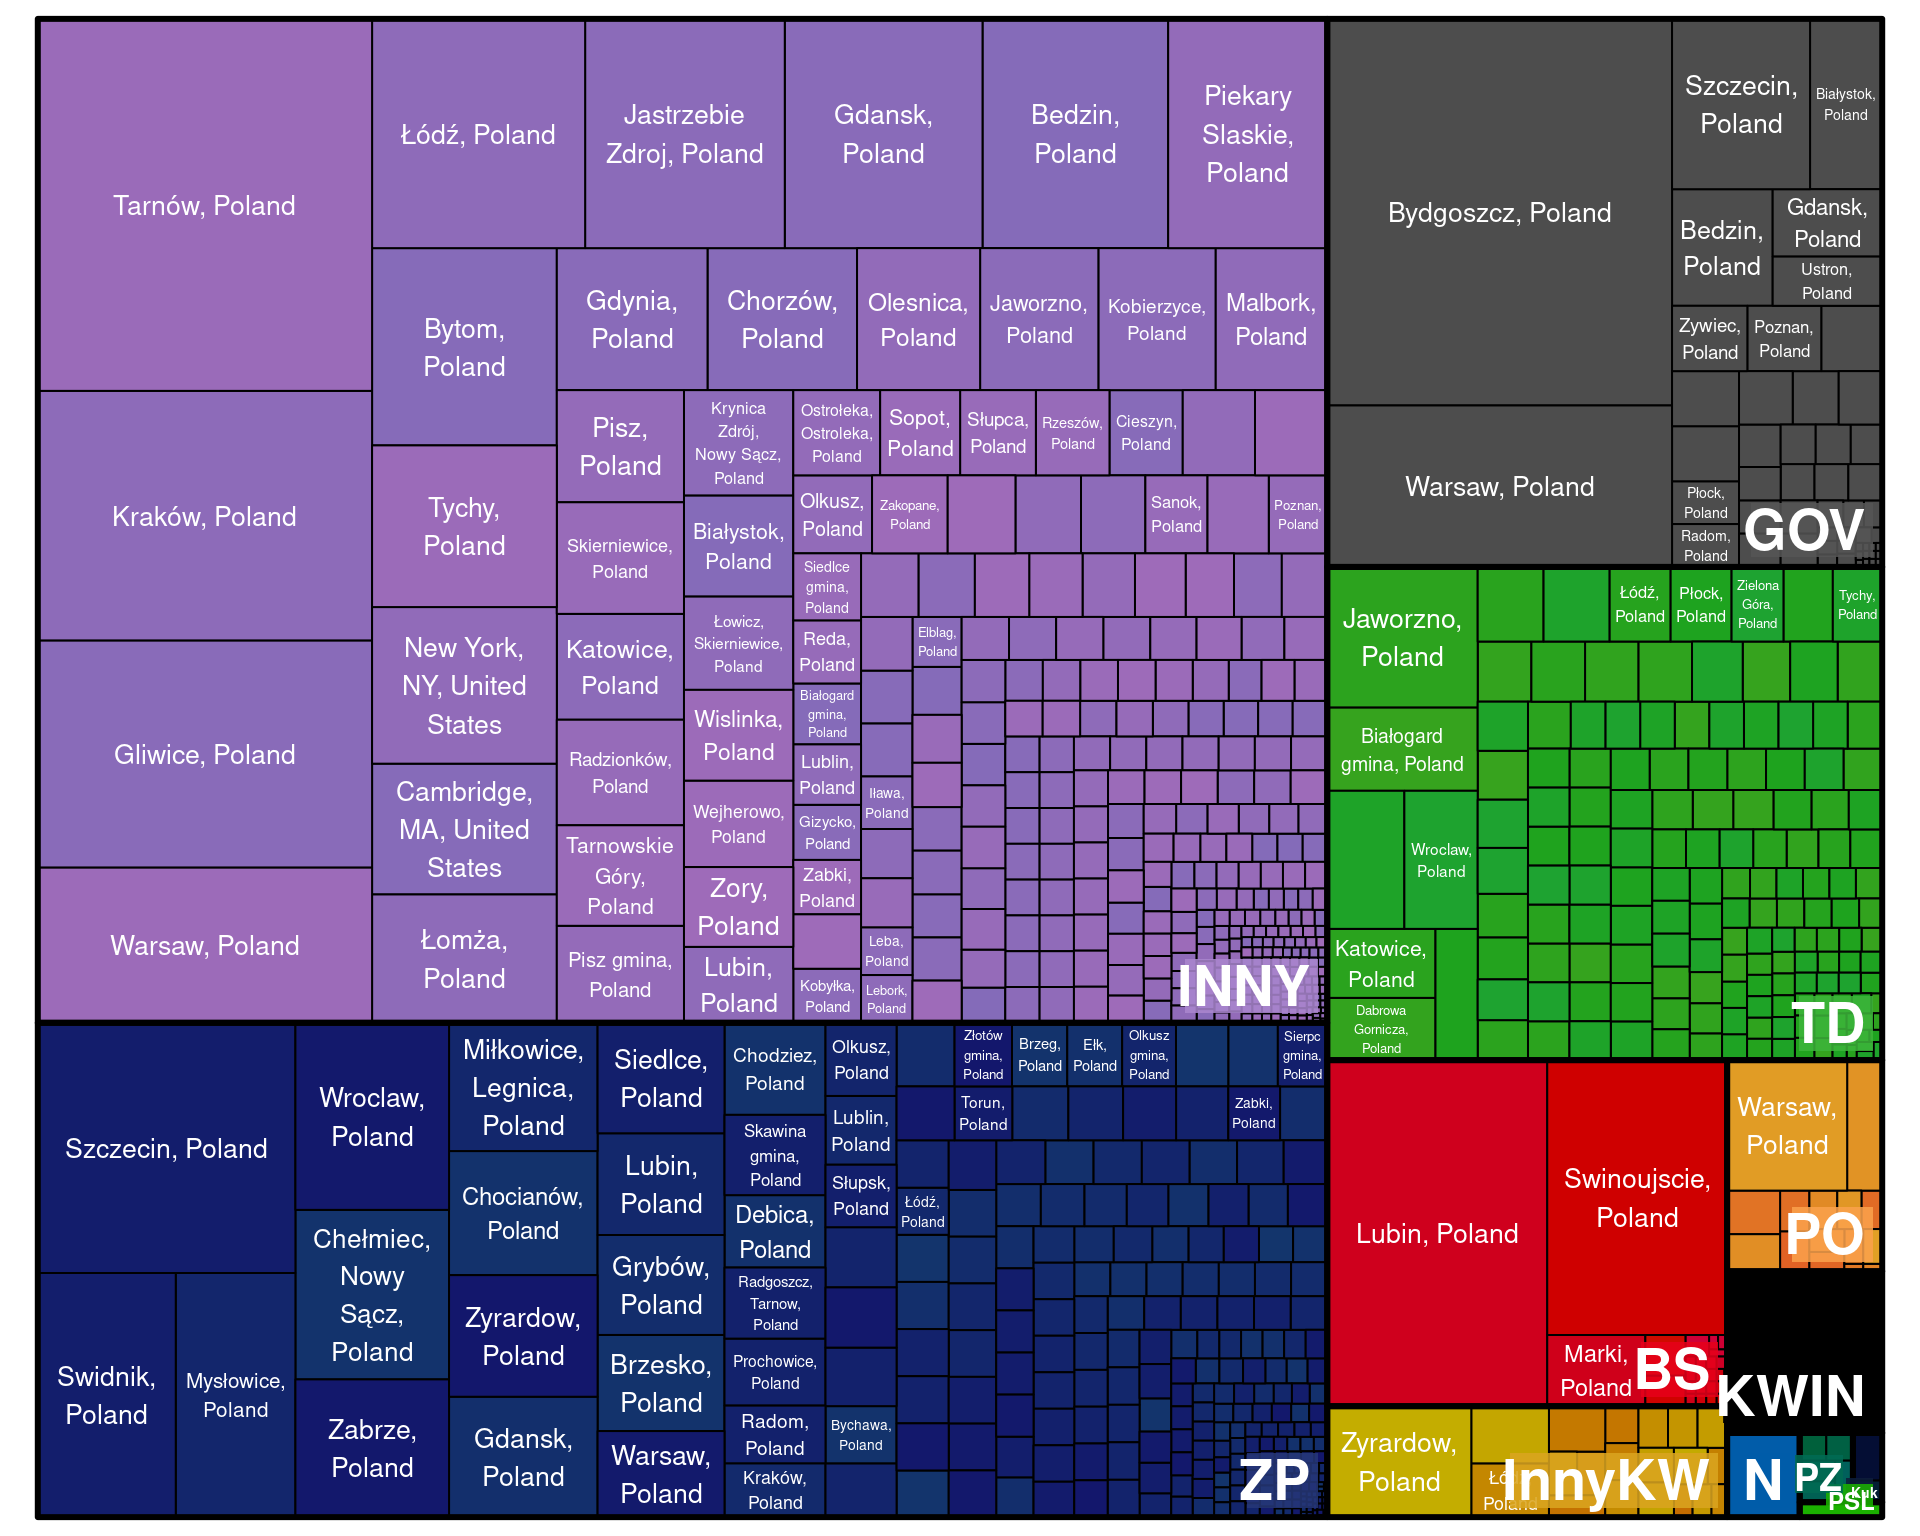 Tarnów, Poland
Kraków, Poland
Gliwice, Poland
Warsaw, Poland
Łódź, Poland
Jastrzebie
Zdroj, Poland
Gdansk,
Poland
Bedzin,
Poland
Piekary
Slaskie,
Poland
Bytom,
Poland
Tychy,
Poland
New York,
NY, United
States
Cambridge,
MA, United
States
Łomża,
Poland
Gdynia,
Poland
Chorzów,
Poland
Olesnica,
Poland
Jaworzno,
Poland
Kobierzyce,
Poland
Malbork,
Poland
Pisz,
Poland
Skierniewice,
Poland
Katowice,
Poland
Radzionków,
Poland
Tarnowskie
Góry,
Poland
Pisz gmina,
Poland
Krynica
Zdrój,
Nowy Sącz,
Poland
Białystok,
Poland
Łowicz,
Skierniewice,
Poland
Wislinka,
Poland
Wejherowo,
Poland
Zory,
Poland
Lubin,
Poland
Ostrołeka,
Ostroleka,
Poland
Sopot,
Poland
Słupca,
Poland
Rzeszów,
Poland
Cieszyn,
Poland
Olkusz,
Poland
Zakopane,
Poland
Sanok,
Poland
Poznan,
Poland
Siedlce
gmina,
Poland
Reda,
Poland
Białogard
gmina,
Poland
Lublin,
Poland
Gizycko,
Poland
Zabki,
Poland
Kobyłka,
Poland
Elblag,
Poland
Iława,
Poland
Leba,
Poland
Lebork,
Poland
INNY
Bydgoszcz, Poland
Warsaw, Poland
Szczecin,
Poland
Białystok,
Poland
Bedzin,
Poland
Gdansk,
Poland
Ustron,
Poland
Zywiec,
Poland
Poznan,
Poland
Płock,
Poland
Radom,
Poland
GOV
Jaworzno,
Poland
Białogard
gmina, Poland
Wroclaw,
Poland
Katowice,
Poland
Dabrowa
Gornicza,
Poland
Łódź,
Poland
Płock,
Poland
Zielona
Góra,
Poland
Tychy,
Poland
TD
Szczecin, Poland
Swidnik,
Poland
Mysłowice,
Poland
Wroclaw,
Poland
Chełmiec,
Nowy
Sącz,
Poland
Zabrze,
Poland
Miłkowice,
Legnica,
Poland
Chocianów,
Poland
Zyrardow,
Poland
Gdansk,
Poland
Siedlce,
Poland
Lubin,
Poland
Grybów,
Poland
Brzesko,
Poland
Warsaw,
Poland
Chodziez,
Poland
Skawina
gmina,
Poland
Debica,
Poland
Radgoszcz,
Tarnow,
Poland
Prochowice,
Poland
Radom,
Poland
Kraków,
Poland
Olkusz,
Poland
Lublin,
Poland
Słupsk,
Poland
Bychawa,
Poland
Łódź,
Poland
Złotów
gmina,
Poland
Brzeg,
Poland
Ełk,
Poland
Olkusz
gmina,
Poland
Sierpc
gmina,
Poland
Torun,
Poland
Zabki,
Poland
ZP
Lubin, Poland
Swinoujscie,
Poland
Marki,
Poland
BS
Warsaw,
Poland
PO
KWIN
Zyrardow,
Poland
InnyKW
N
PZ
Kuk
PSL